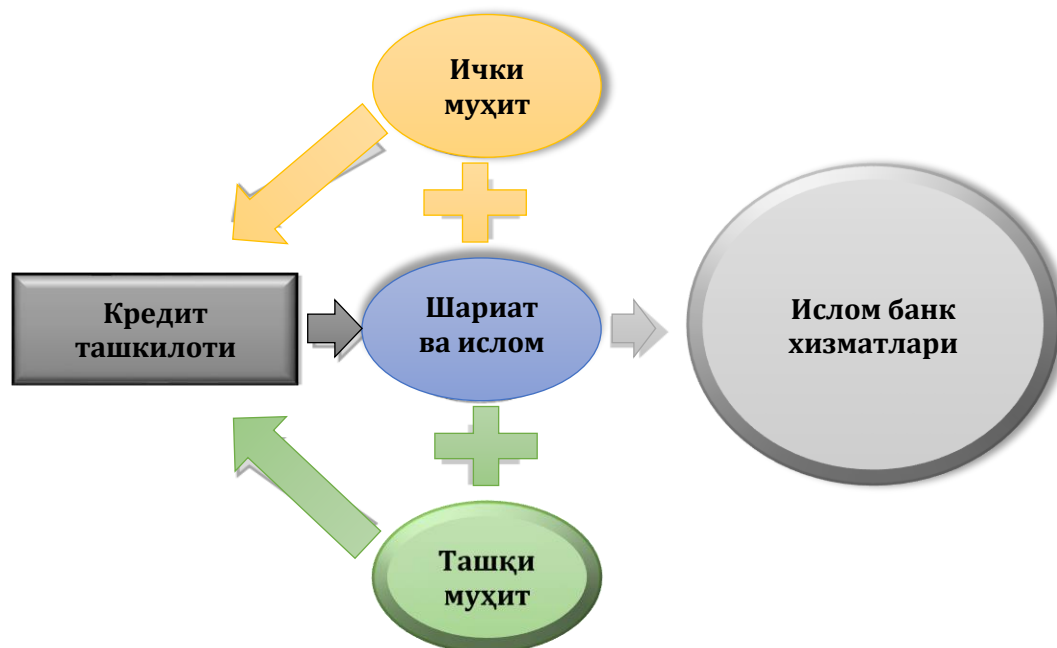 Ички
муҳит
Кредит
ташкилоти
Шариат
ва ислом
Ислом банк
хизматлари
Ташқи
муҳит